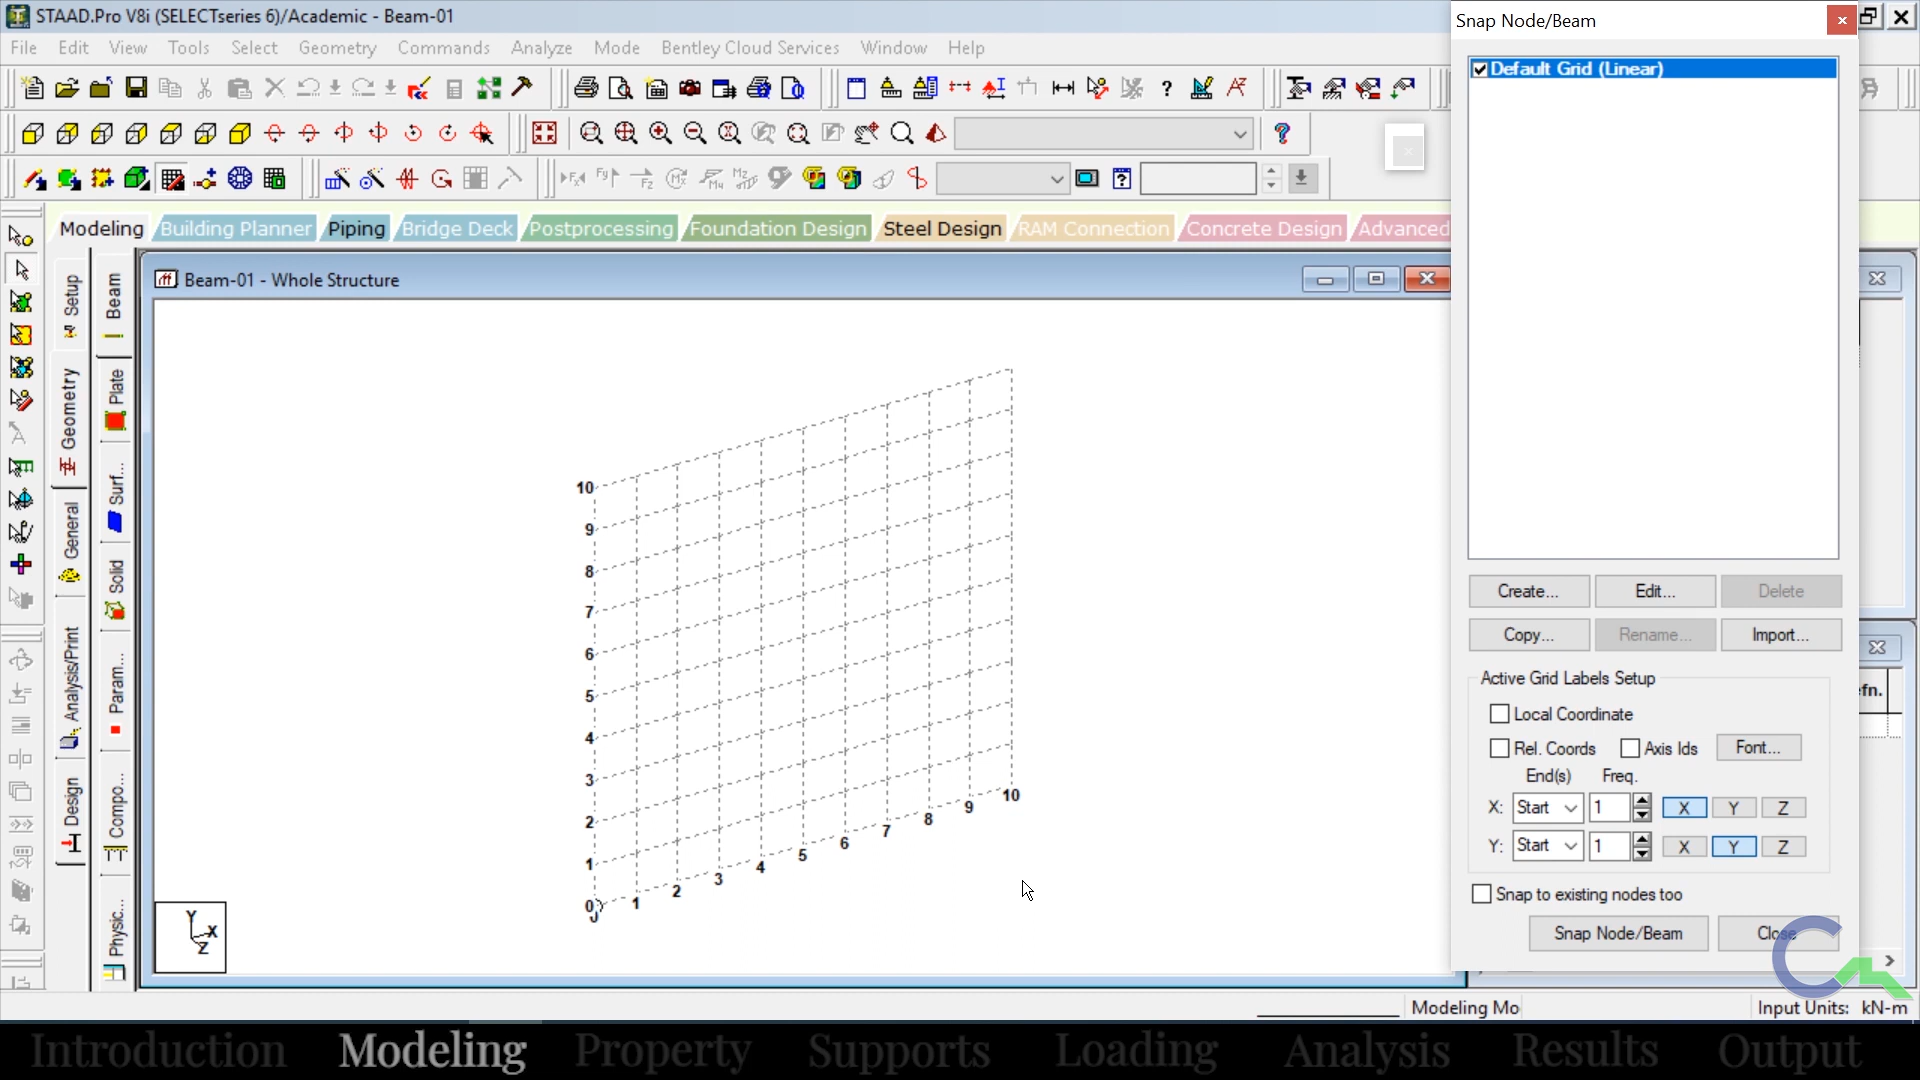 STAAD.Pro V8i (SELECTseries 6)/Academic - Beam-01
File Edit View Tools Select Geometry Commands Analyze Mode Bentley Cloud Services Window Help
Modeling Building Planner Piping Bridge Deck Postprocessing Foundation Design Steel Design RAM Connection Concrete Design Advanced
Setup
Geometry
General
Analysis/Print
Design
Beam
Plate
Surf...
Solid
Param...
Compo...
Physic...
Beam-01 - Whole Structure
10
9
8
7
6
5
4
3
2
1
0
1 2 3 4 5 6 7 8 9 10
Y
X
Z
Snap Node/Beam
Default Grid (Linear)
Create... Edit... Delete
Copy... Rename... Import...
Active Grid Labels Setup
Local Coordinate
Rel. Coords Axis Ids Font...
End(s) Freq.
X: Start 1 X Y Z
Y: Start 1 X Y Z
Snap to existing nodes too
Snap Node/Beam Close
efn.
Modeling Mo Input Units: kN-m
Introduction Modeling Property Supports Loading Analysis Results Output